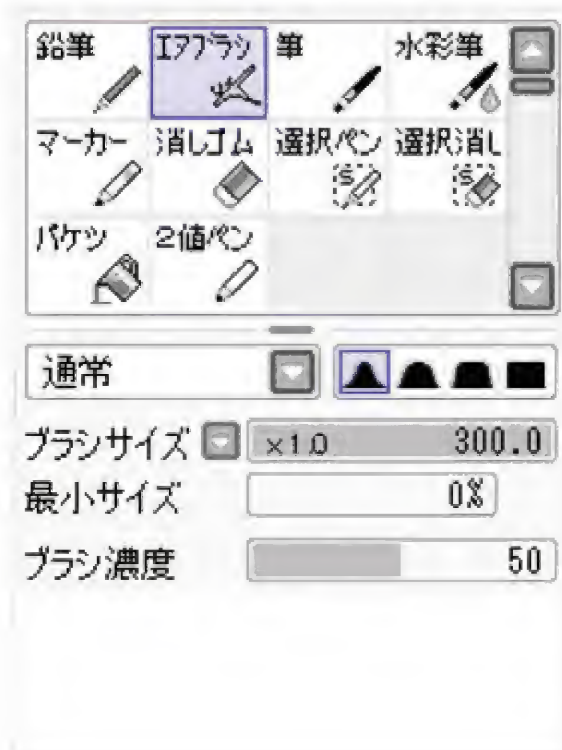 鉛筆 エアブラシ 筆 水彩筆
マーカー 消しゴム 選択ペン 選択消し
バケツ 2値ペン
通常
ブラシサイズ ×1.0 300.0
最小サイズ 0%
ブラシ濃度 50